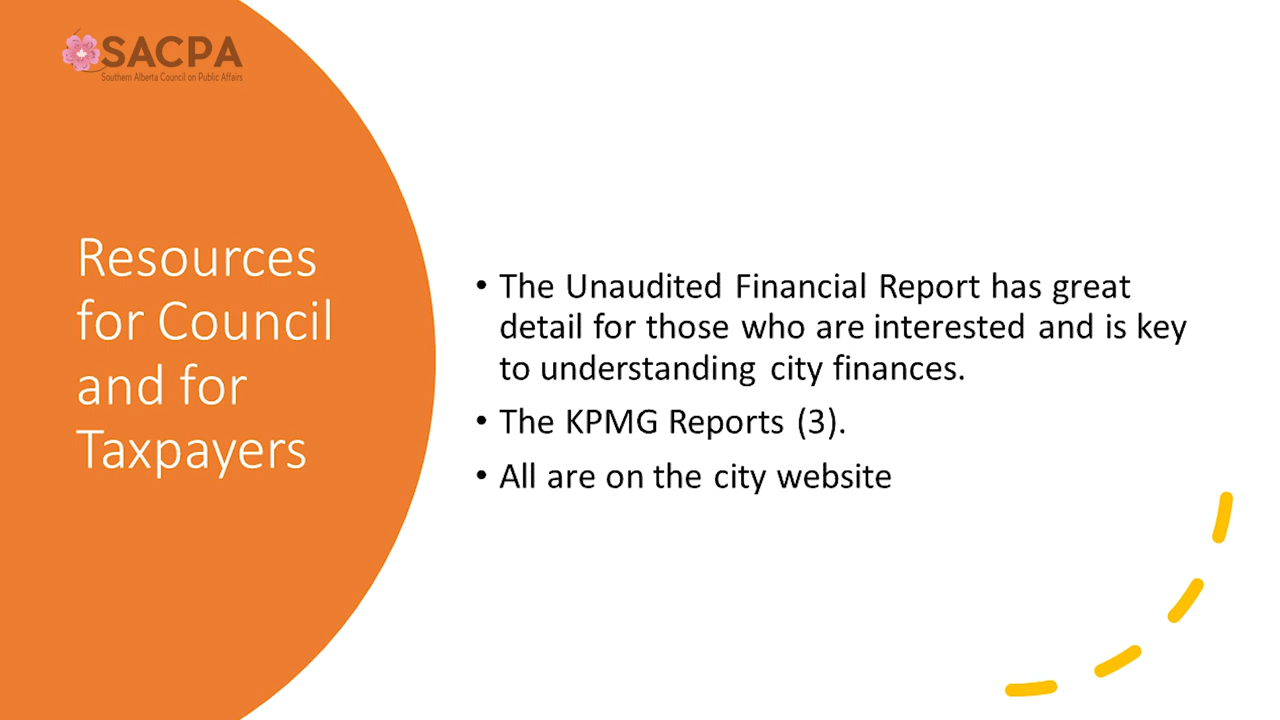 SACPA
Southern Alberta Council on Public Affairs
Resources
for Council
and for
Taxpayers
• The Unaudited Financial Report has great
detail for those who are interested and is key
to understanding city finances.
• The KPMG Reports (3).
• All are on the city website